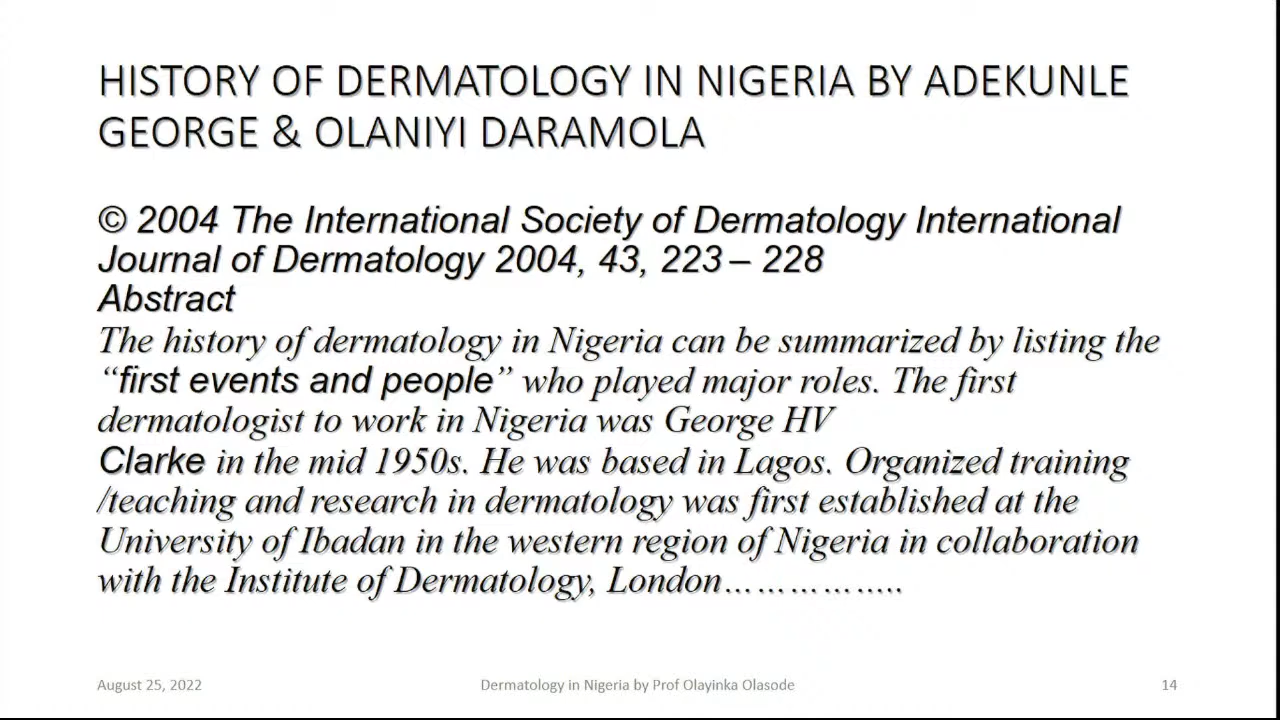 HISTORY OF DERMATOLOGY IN NIGERIA BY ADEKUNLE
GEORGE & OLANIYI DARAMOLA
© 2004 The International Society of Dermatology International
Journal of Dermatology 2004, 43, 223 – 228
Abstract
The history of dermatology in Nigeria can be summarized by listing the
“first events and people” who played major roles. The first
dermatologist to work in Nigeria was George HV
Clarke in the mid 1950s. He was based in Lagos. Organized training
/teaching and research in dermatology was first established at the
University of Ibadan in the western region of Nigeria in collaboration
with the Institute of Dermatology, London……………..
August 25, 2022
Dermatology in Nigeria by Prof Olayinka Olasode
14